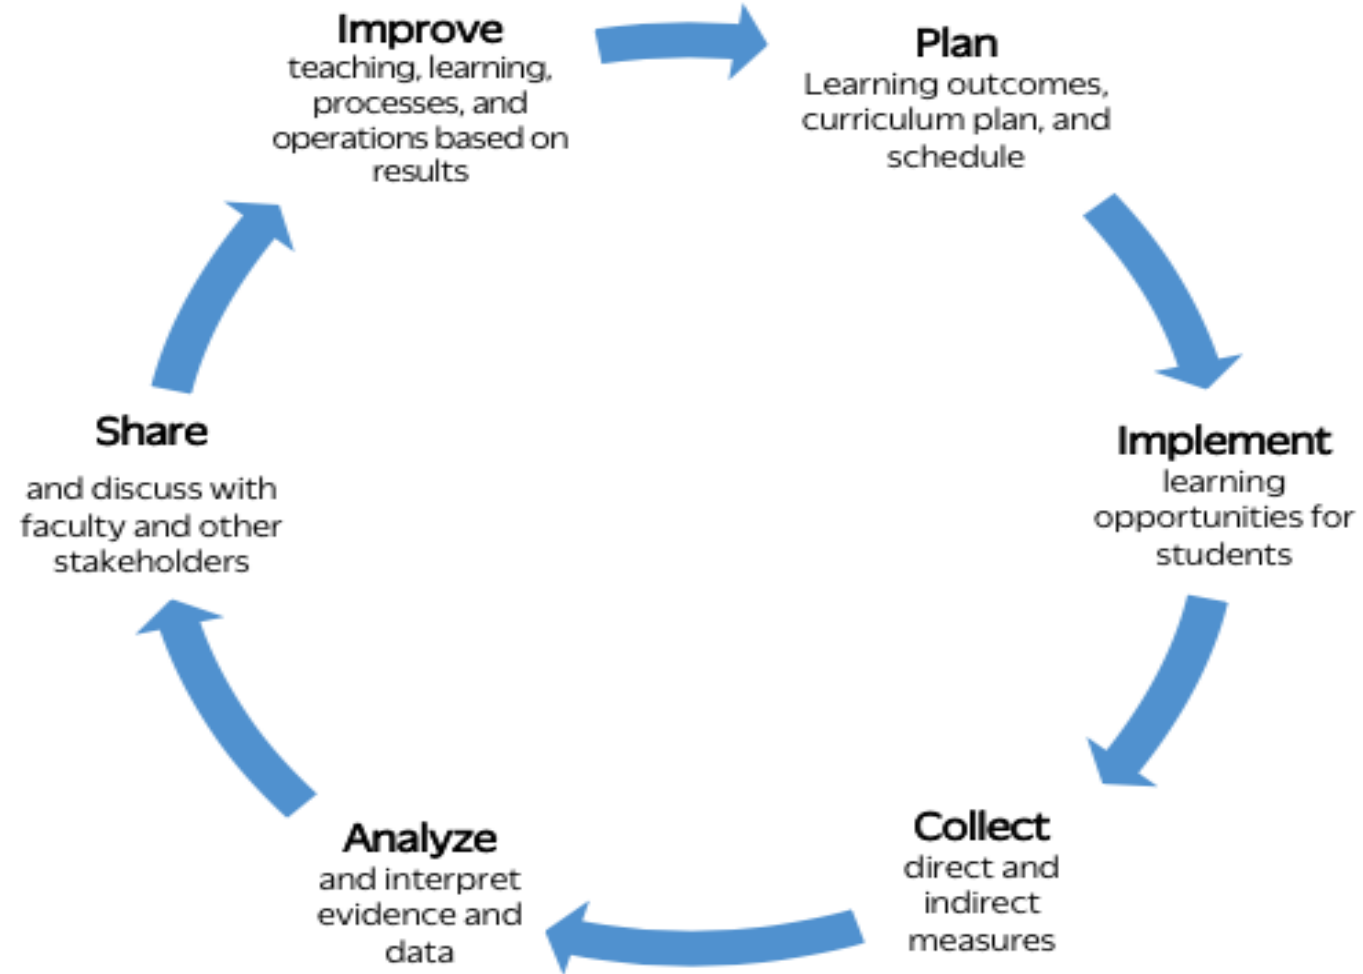 Improve
teaching, learning,
processes, and
operations based on
results
Plan
Learning outcomes,
curriculum plan, and
schedule
Implement
learning
opportunities for
students
Collect
direct and
indirect
measures
Analyze
and interpret
evidence and
data
Share
and discuss with
faculty and other
stakeholders